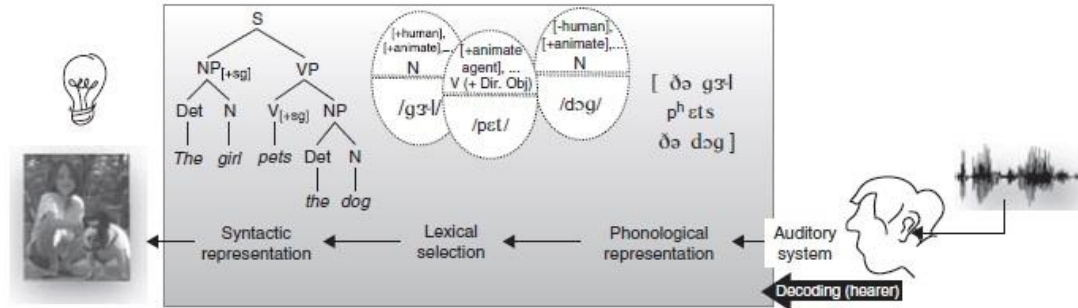 S
NP[+sg] VP
Det N V[+sg] NP
The girl pets Det N
the dog
[+human],
[+animate],...
N
/gɝl/
[+animate
agent], ...
V (+ Dir. Obj)
/pɛt/
[-human],
[+animate],...
N
/dɔg/
[ ðə gɝl
pʰ ɛts
ðə dɔg ]
Syntactic
representation
Lexical
selection
Phonological
representation
Auditory
system
Decoding (hearer)